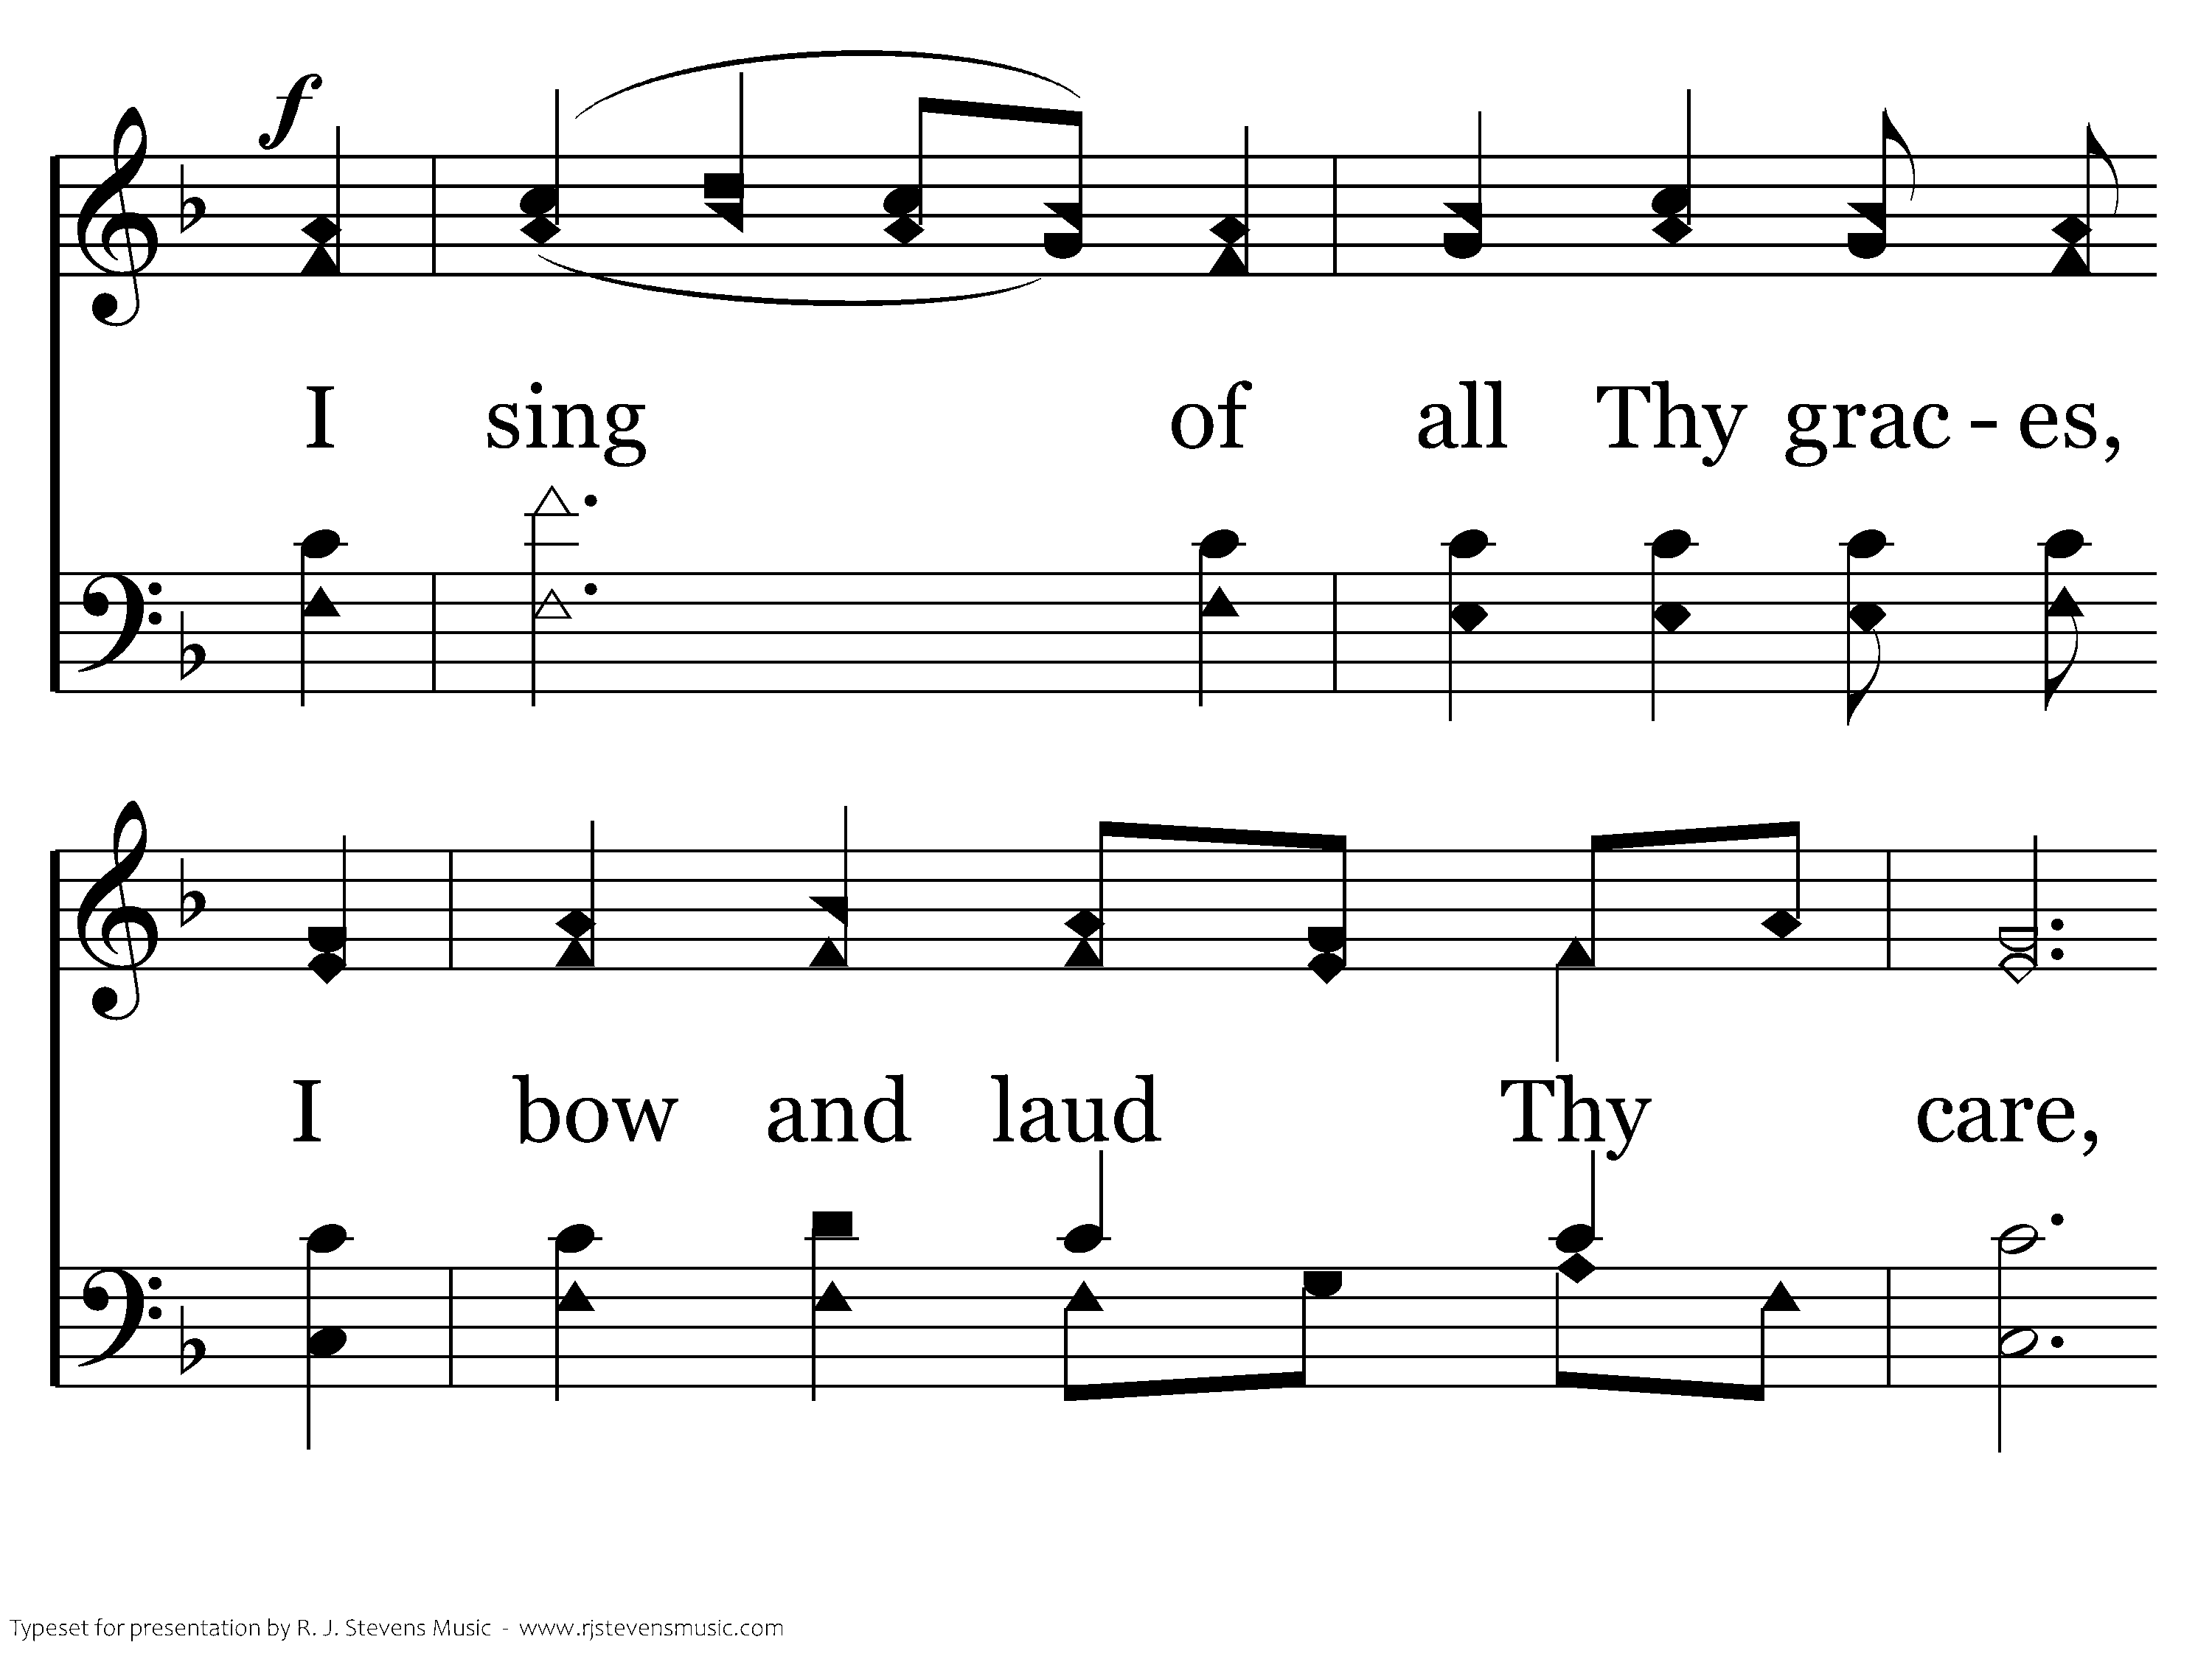 f
I sing of all Thy grac - es,
I bow and laud Thy care,
Typeset for presentation by R. J. Stevens Music - www.rjstevensmusic.com